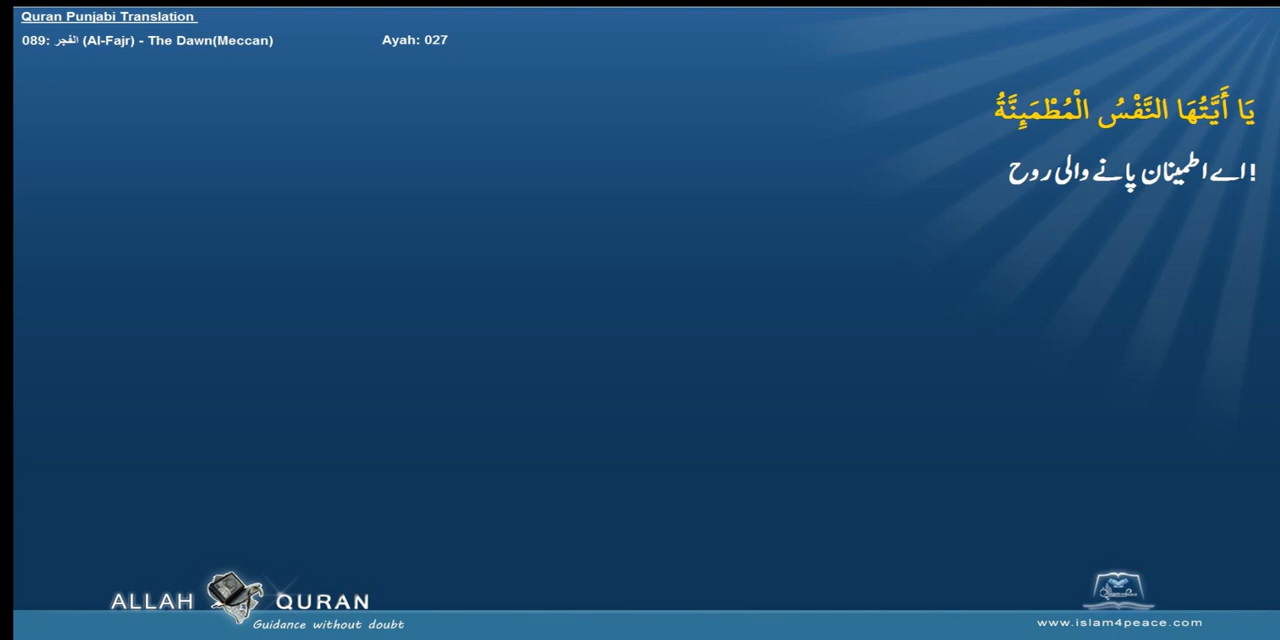 Quran Punjabi Translation
089: الفجر (Al-Fajr) - The Dawn(Meccan) Ayah: 027
يَا أَيَّتُهَا النَّفْسُ الْمُطْمَئِنَّةُ
اے اطمینان پانے والی روح!
ALLAH QURAN
Guidance without doubt
www.islam4peace.com